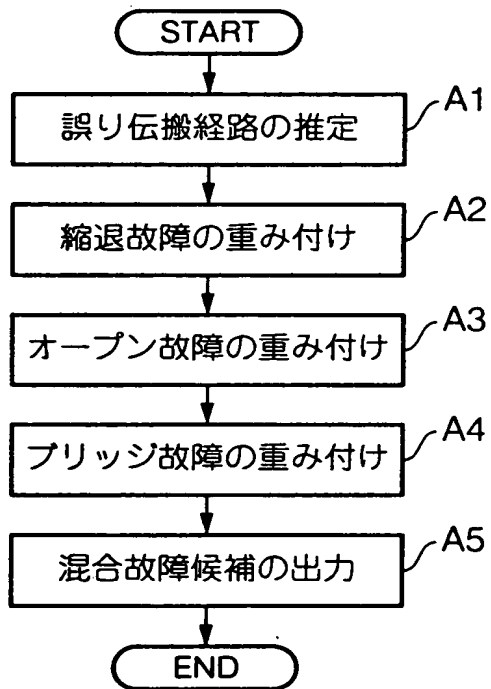 START
誤り伝搬経路の推定
A1
縮退故障の重み付け
A2
オープン故障の重み付け
A3
ブリッジ故障の重み付け
A4
混合故障候補の出力
A5
END